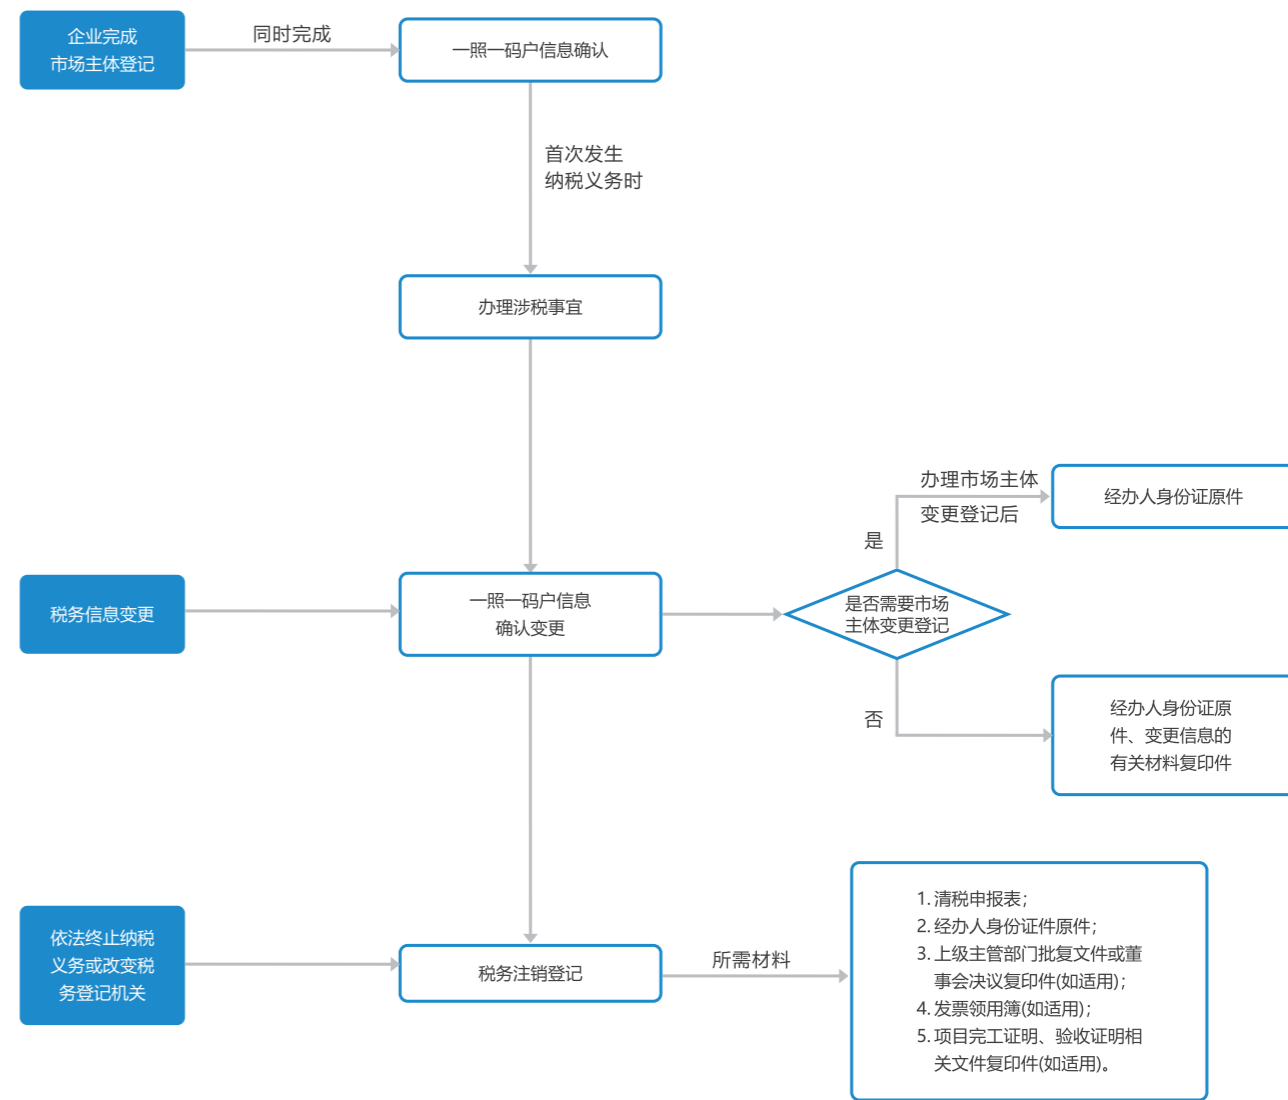 企业完成
市场主体登记
同时完成
一照一码户信息确认
首次发生
纳税义务时
办理涉税事宜
办理市场主体
变更登记后
经办人身份证原件
是
税务信息变更
一照一码户信息
确认变更
是否需要市场
主体变更登记
否
经办人身份证原
件、变更信息的
有关材料复印件
依法终止纳税
义务或改变税
务登记机关
税务注销登记
所需材料
1. 清税申报表；
2. 经办人身份证件原件；
3. 上级主管部门批复文件或董
事会决议复印件(如适用)；
4. 发票领用簿(如适用)；
5. 项目完工证明、验收证明相
关文件复印件(如适用)。